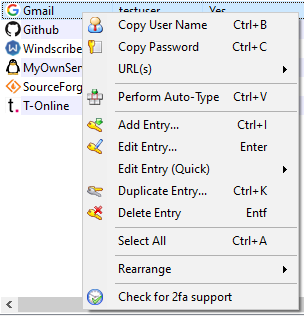 Gmail testuser Yes
Github
Windscribe
MyOwnSer
SourceForg
T-Online
Copy User Name Ctrl+B
Copy Password Ctrl+C
URL(s)
Perform Auto-Type Ctrl+V
Add Entry... Ctrl+I
Edit Entry... Enter
Edit Entry (Quick)
Duplicate Entry... Ctrl+K
Delete Entry Entf
Select All Ctrl+A
Rearrange
Check for 2fa support